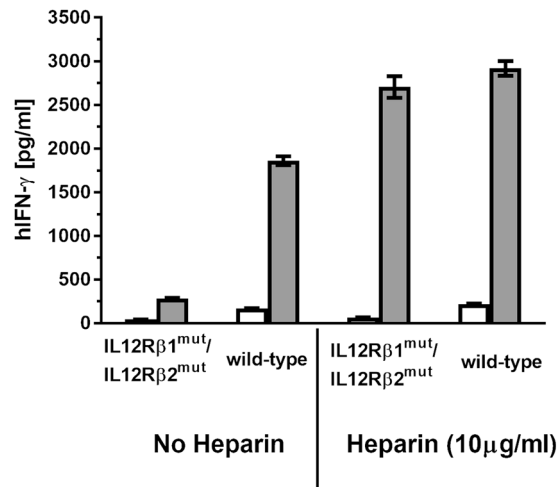 hIFN-γ [pg/ml]
3500
3000
2500
2000
1500
1000
500
0
IL12Rβ1mut/
IL12Rβ2mut
wild-type
IL12Rβ1mut/
IL12Rβ2mut
wild-type
No Heparin
Heparin (10μg/ml)